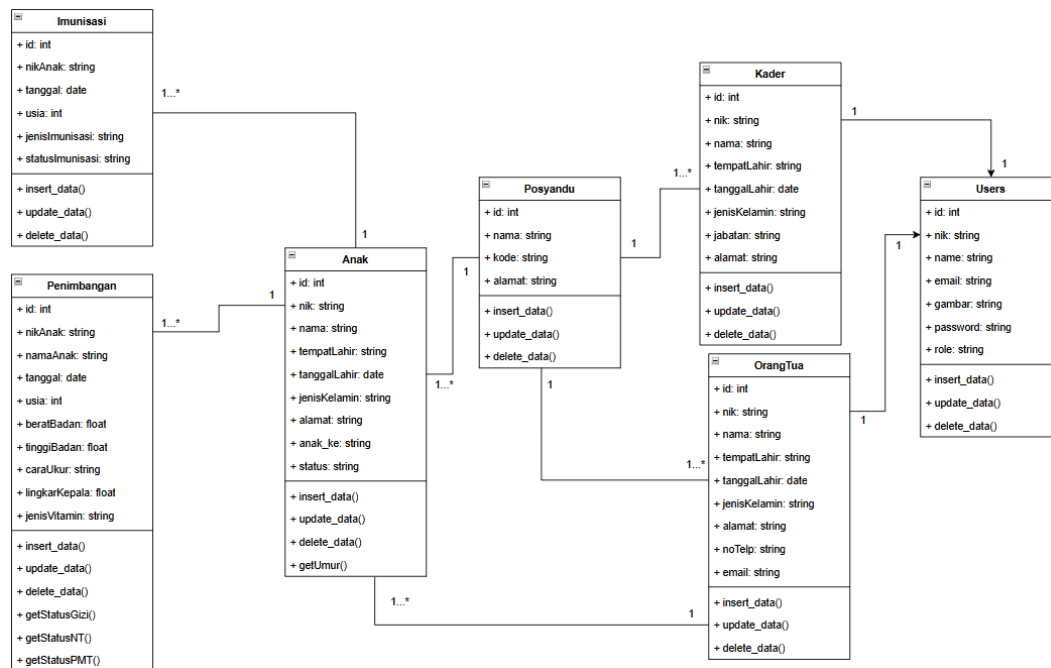 Imunisasi
+ id: int
+ nikAnak: string
+ tanggal: date
+ usia: int
+ jenisImunisasi: string
+ statusImunisasi: string
+ insert_data()
+ update_data()
+ delete_data()
1...*
1
Penimbangan
+ id: int
+ nikAnak: string
+ namaAnak: string
+ tanggal: date
+ usia: int
+ beratBadan: float
+ tinggiBadan: float
+ caraUkur: string
+ lingkarKepala: float
+ jenisVitamin: string
+ insert_data()
+ update_data()
+ delete_data()
+ getStatusGizi()
+ getStatusNT()
+ getStatusPMT()
1...*
1
Anak
+ id: int
+ nik: string
+ nama: string
+ tempatLahir: string
+ tanggalLahir: date
+ jenisKelamin: string
+ alamat: string
+ anak_ke: string
+ status: string
+ insert_data()
+ update_data()
+ delete_data()
+ getUmur()
1...*
1
1...*
1
Posyandu
+ id: int
+ nama: string
+ kode: string
+ alamat: string
+ insert_data()
+ update_data()
+ delete_data()
1
1...*
1
1...*
Kader
+ id: int
+ nik: string
+ nama: string
+ tempatLahir: string
+ tanggalLahir: date
+ jenisKelamin: string
+ jabatan: string
+ alamat: string
+ insert_data()
+ update_data()
+ delete_data()
1
1
OrangTua
+ id: int
+ nik: string
+ nama: string
+ tempatLahir: string
+ tanggalLahir: date
+ jenisKelamin: string
+ alamat: string
+ noTelp: string
+ email: string
+ insert_data()
+ update_data()
+ delete_data()
1
1
Users
+ id: int
+ nik: string
+ name: string
+ email: string
+ gambar: string
+ password: string
+ role: string
+ insert_data()
+ update_data()
+ delete_data()